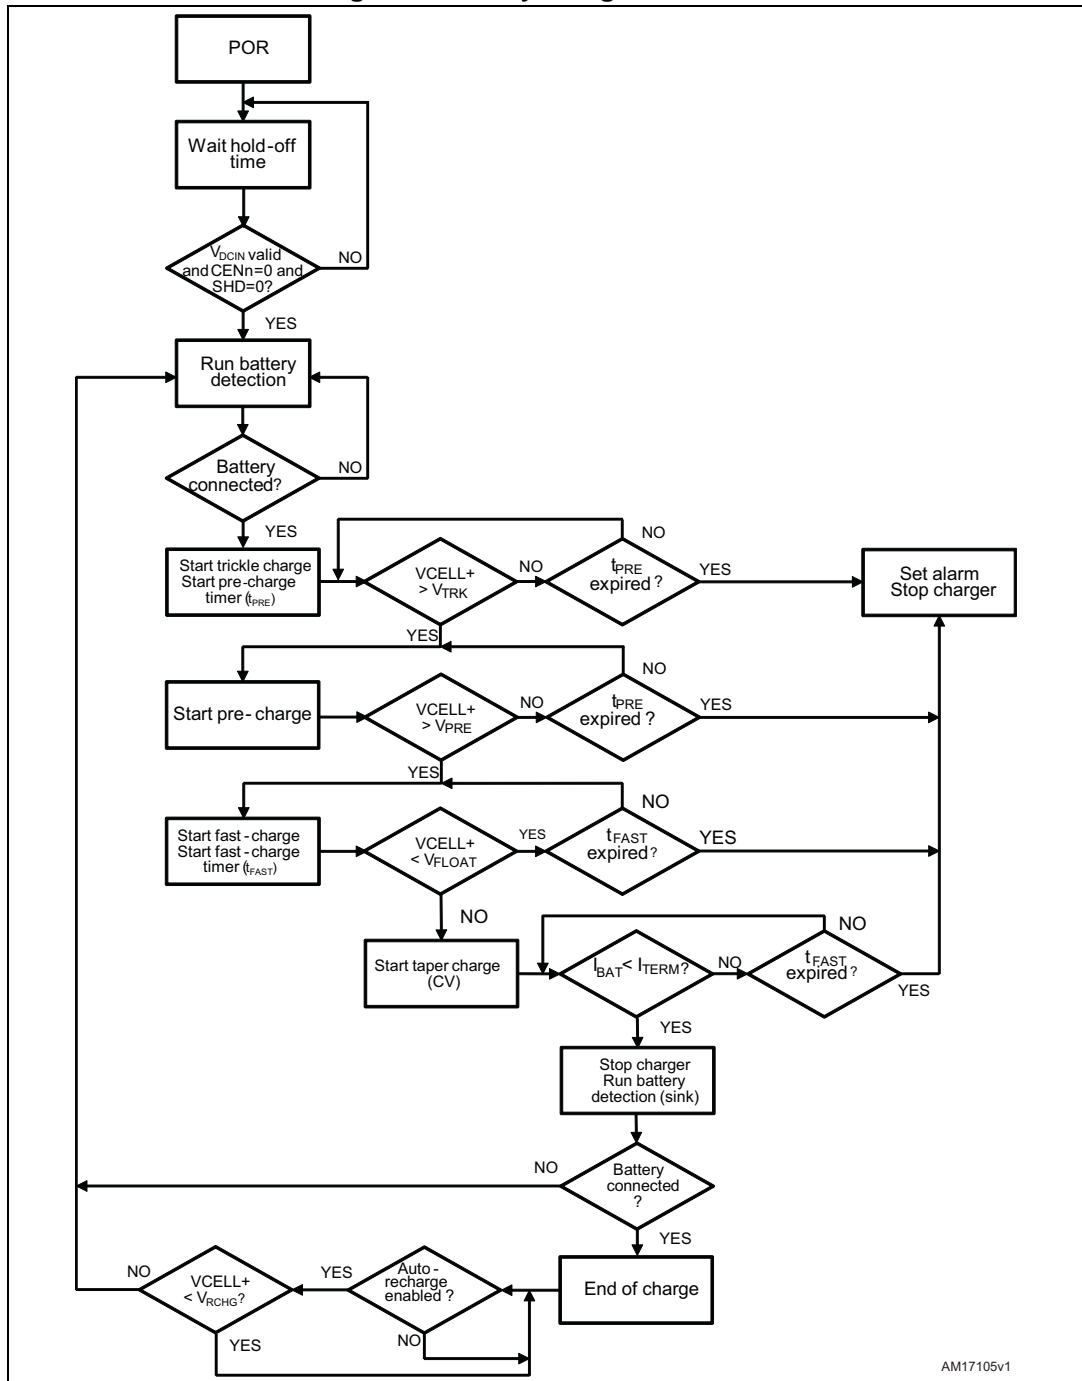 POR
Wait hold-off
time
VDCIN valid
and CENn=0 and
SHD=0?
NO
YES
Run battery
detection
Battery
connected?
NO
YES
Start trickle charge
Start pre-charge
timer (tPRE)
VCELL+
> VTRK
NO
tPRE
expired ?
NO
YES
Set alarm
Stop charger
YES
Start pre-charge
VCELL+
> VPRE
NO
tPRE
expired ?
NO
YES
YES
Start fast-charge
Start fast-charge
timer (tFAST)
VCELL+
< VFLOAT
YES
tFAST
expired ?
NO
YES
NO
Start taper charge
(CV)
IBAT< ITERM?
NO
tFAST
expired ?
NO
YES
YES
Stop charger
Run battery
detection (sink)
Battery
connected
?
NO
YES
End of charge
Auto-
recharge
enabled ?
YES
NO
VCELL+
< VRCHG?
NO
YES
AM17105v1